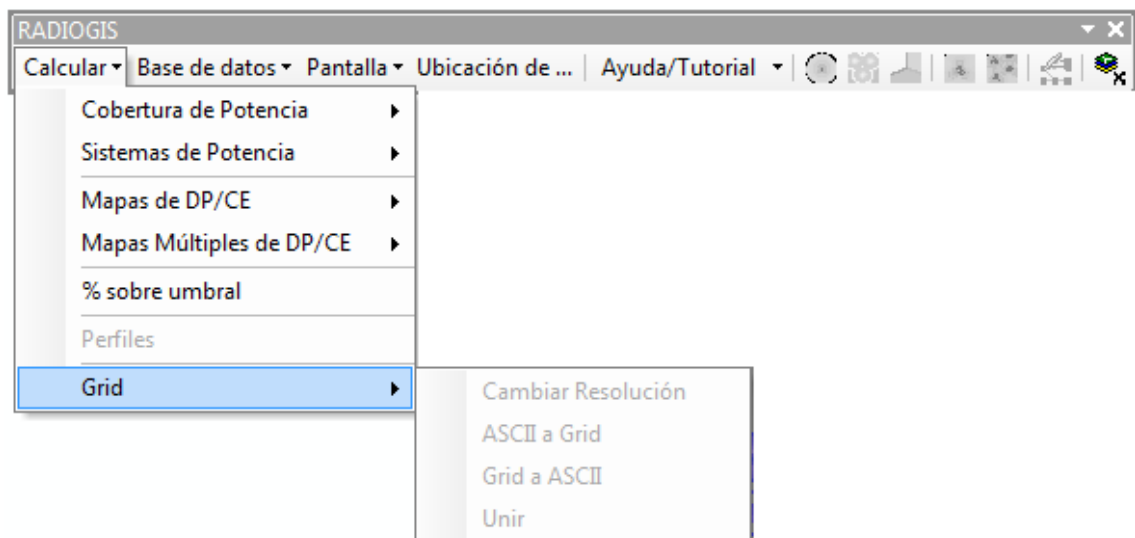 RADIOGIS
Calcular Base de datos Pantalla Ubicación de ... Ayuda/Tutorial
Cobertura de Potencia
Sistemas de Potencia
Mapas de DP/CE
Mapas Múltiples de DP/CE
% sobre umbral
Perfiles
Grid
Cambiar Resolución
ASCII a Grid
Grid a ASCII
Unir